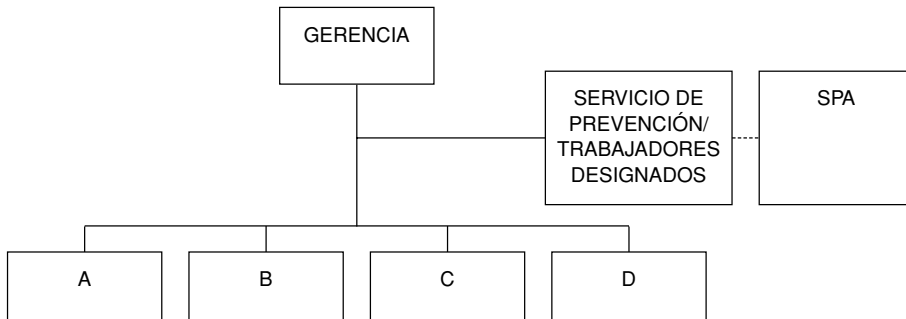 GERENCIA
SERVICIO DE
PREVENCIÓN/
TRABAJADORES
DESIGNADOS
SPA
A
B
C
D